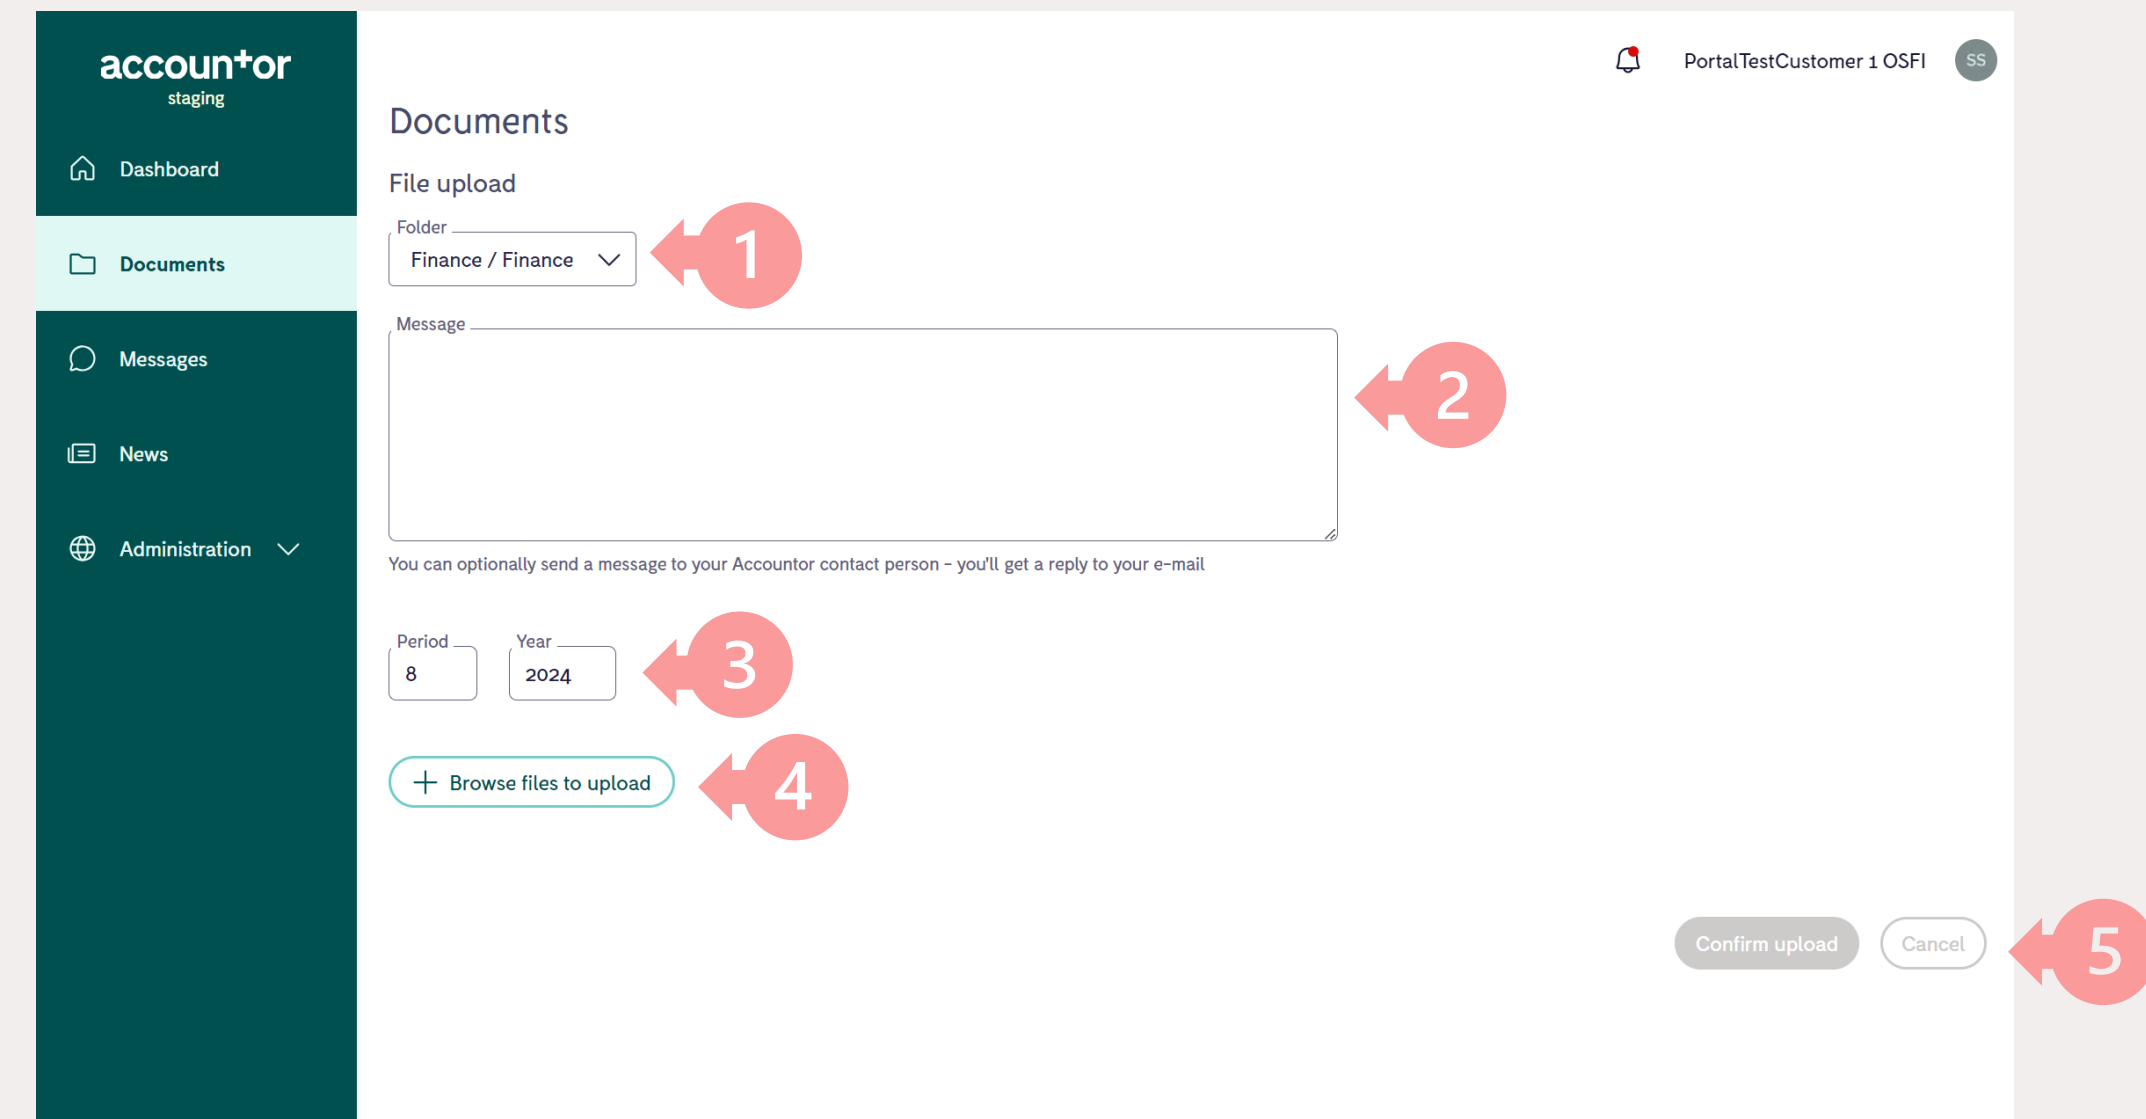 accountor
staging
Dashboard
Documents
Messages
News
Administration
PortalTestCustomer 1 OSFI
SS
Documents
File upload
Folder
Finance / Finance
1
Message
2
You can optionally send a message to your Accountor contact person - you'll get a reply to your e-mail
Period
8
Year
2024
3
Browse files to upload
4
Confirm upload
Cancel
5